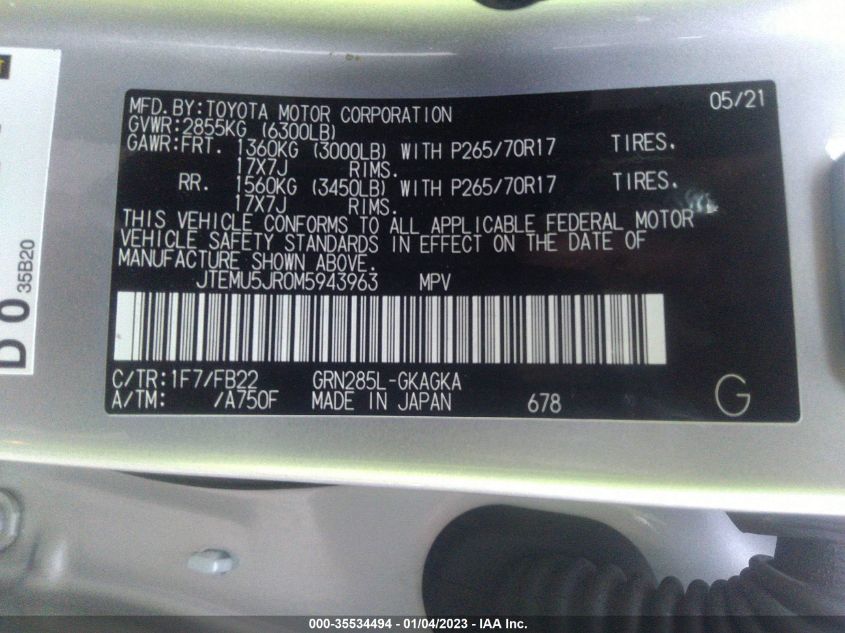 MFD. BY: TOYOTA MOTOR CORPORATION 05/21
GVWR: 2855KG (6300LB)
GAWR: FRT. 1360KG (3000LB) WITH P265/70R17 TIRES.
17X7J RIMS.
RR. 1560KG (3450LB) WITH P265/70R17 TIRES.
17X7J RIMS.
THIS VEHICLE CONFORMS TO ALL APPLICABLE FEDERAL MOTOR
VEHICLE SAFETY STANDARDS IN EFFECT ON THE DATE OF
MANUFACTURE SHOWN ABOVE.
JTEMU5JR0M5943963 MPV
C/TR: 1F7/FB22 GRN285L-GKAGKA
A/TM: /A750F MADE IN JAPAN 678 G
D 0
35B20
000-35534494 - 01/04/2023 - IAA Inc.